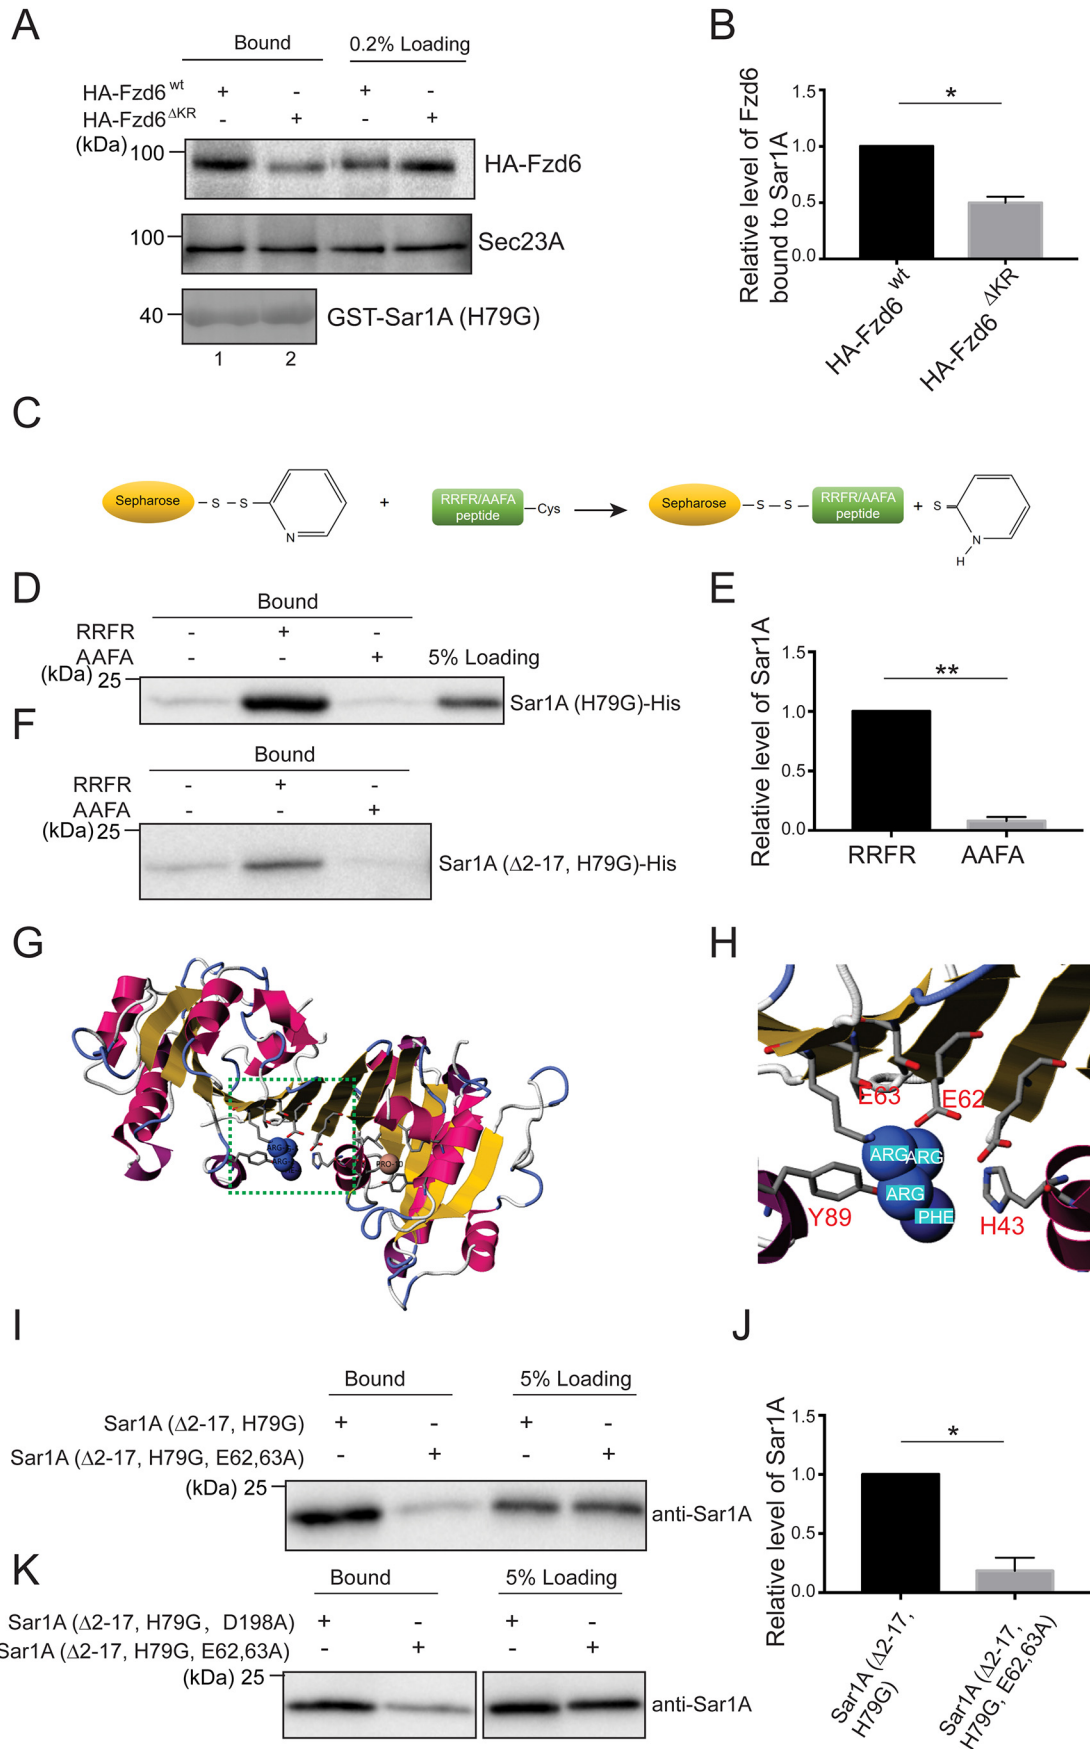 A
Bound
0.2% Loading
HA-Fzd6 wt + - + -
HA-Fzd6 ΔKR - + - +
(kDa)
100
HA-Fzd6
100
Sec23A
40
GST-Sar1A (H79G)
1 2
B
Relative level of Fzd6
bound to Sar1A
1.5
1.0
0.5
0.0
*
HA-Fzd6 wt
HA-Fzd6 ΔKR
C
Sepharose
S S
N
+
RRFR/AAFA
peptide
Cys
Sepharose
S S
RRFR/AAFA
peptide
+
S
N
H
D
Bound
RRFR - + -
AAFA - - + 5% Loading
(kDa) 25
Sar1A (H79G)-His
E
Relative level of Sar1A
1.5
1.0
0.5
0.0
**
RRFR AAFA
F
Bound
RRFR - + -
AAFA - - +
(kDa) 25
Sar1A (Δ2-17, H79G)-His
G
ARG
ARG
PRO-10
H
E63
E62
ARG
ARG
ARG
PHE
Y89
H43
I
Bound
5% Loading
Sar1A (Δ2-17, H79G) + - + -
Sar1A (Δ2-17, H79G, E62,63A) - + - +
(kDa) 25
anti-Sar1A
J
Relative level of Sar1A
1.5
1.0
0.5
0.0
*
Sar1A (Δ2-17,
H79G)
Sar1A (Δ2-17,
H79G, E62,63A)
K
Bound
5% Loading
Sar1A (Δ2-17, H79G, D198A) + - + -
Sar1A (Δ2-17, H79G, E62,63A) - + - +
(kDa) 25
anti-Sar1A